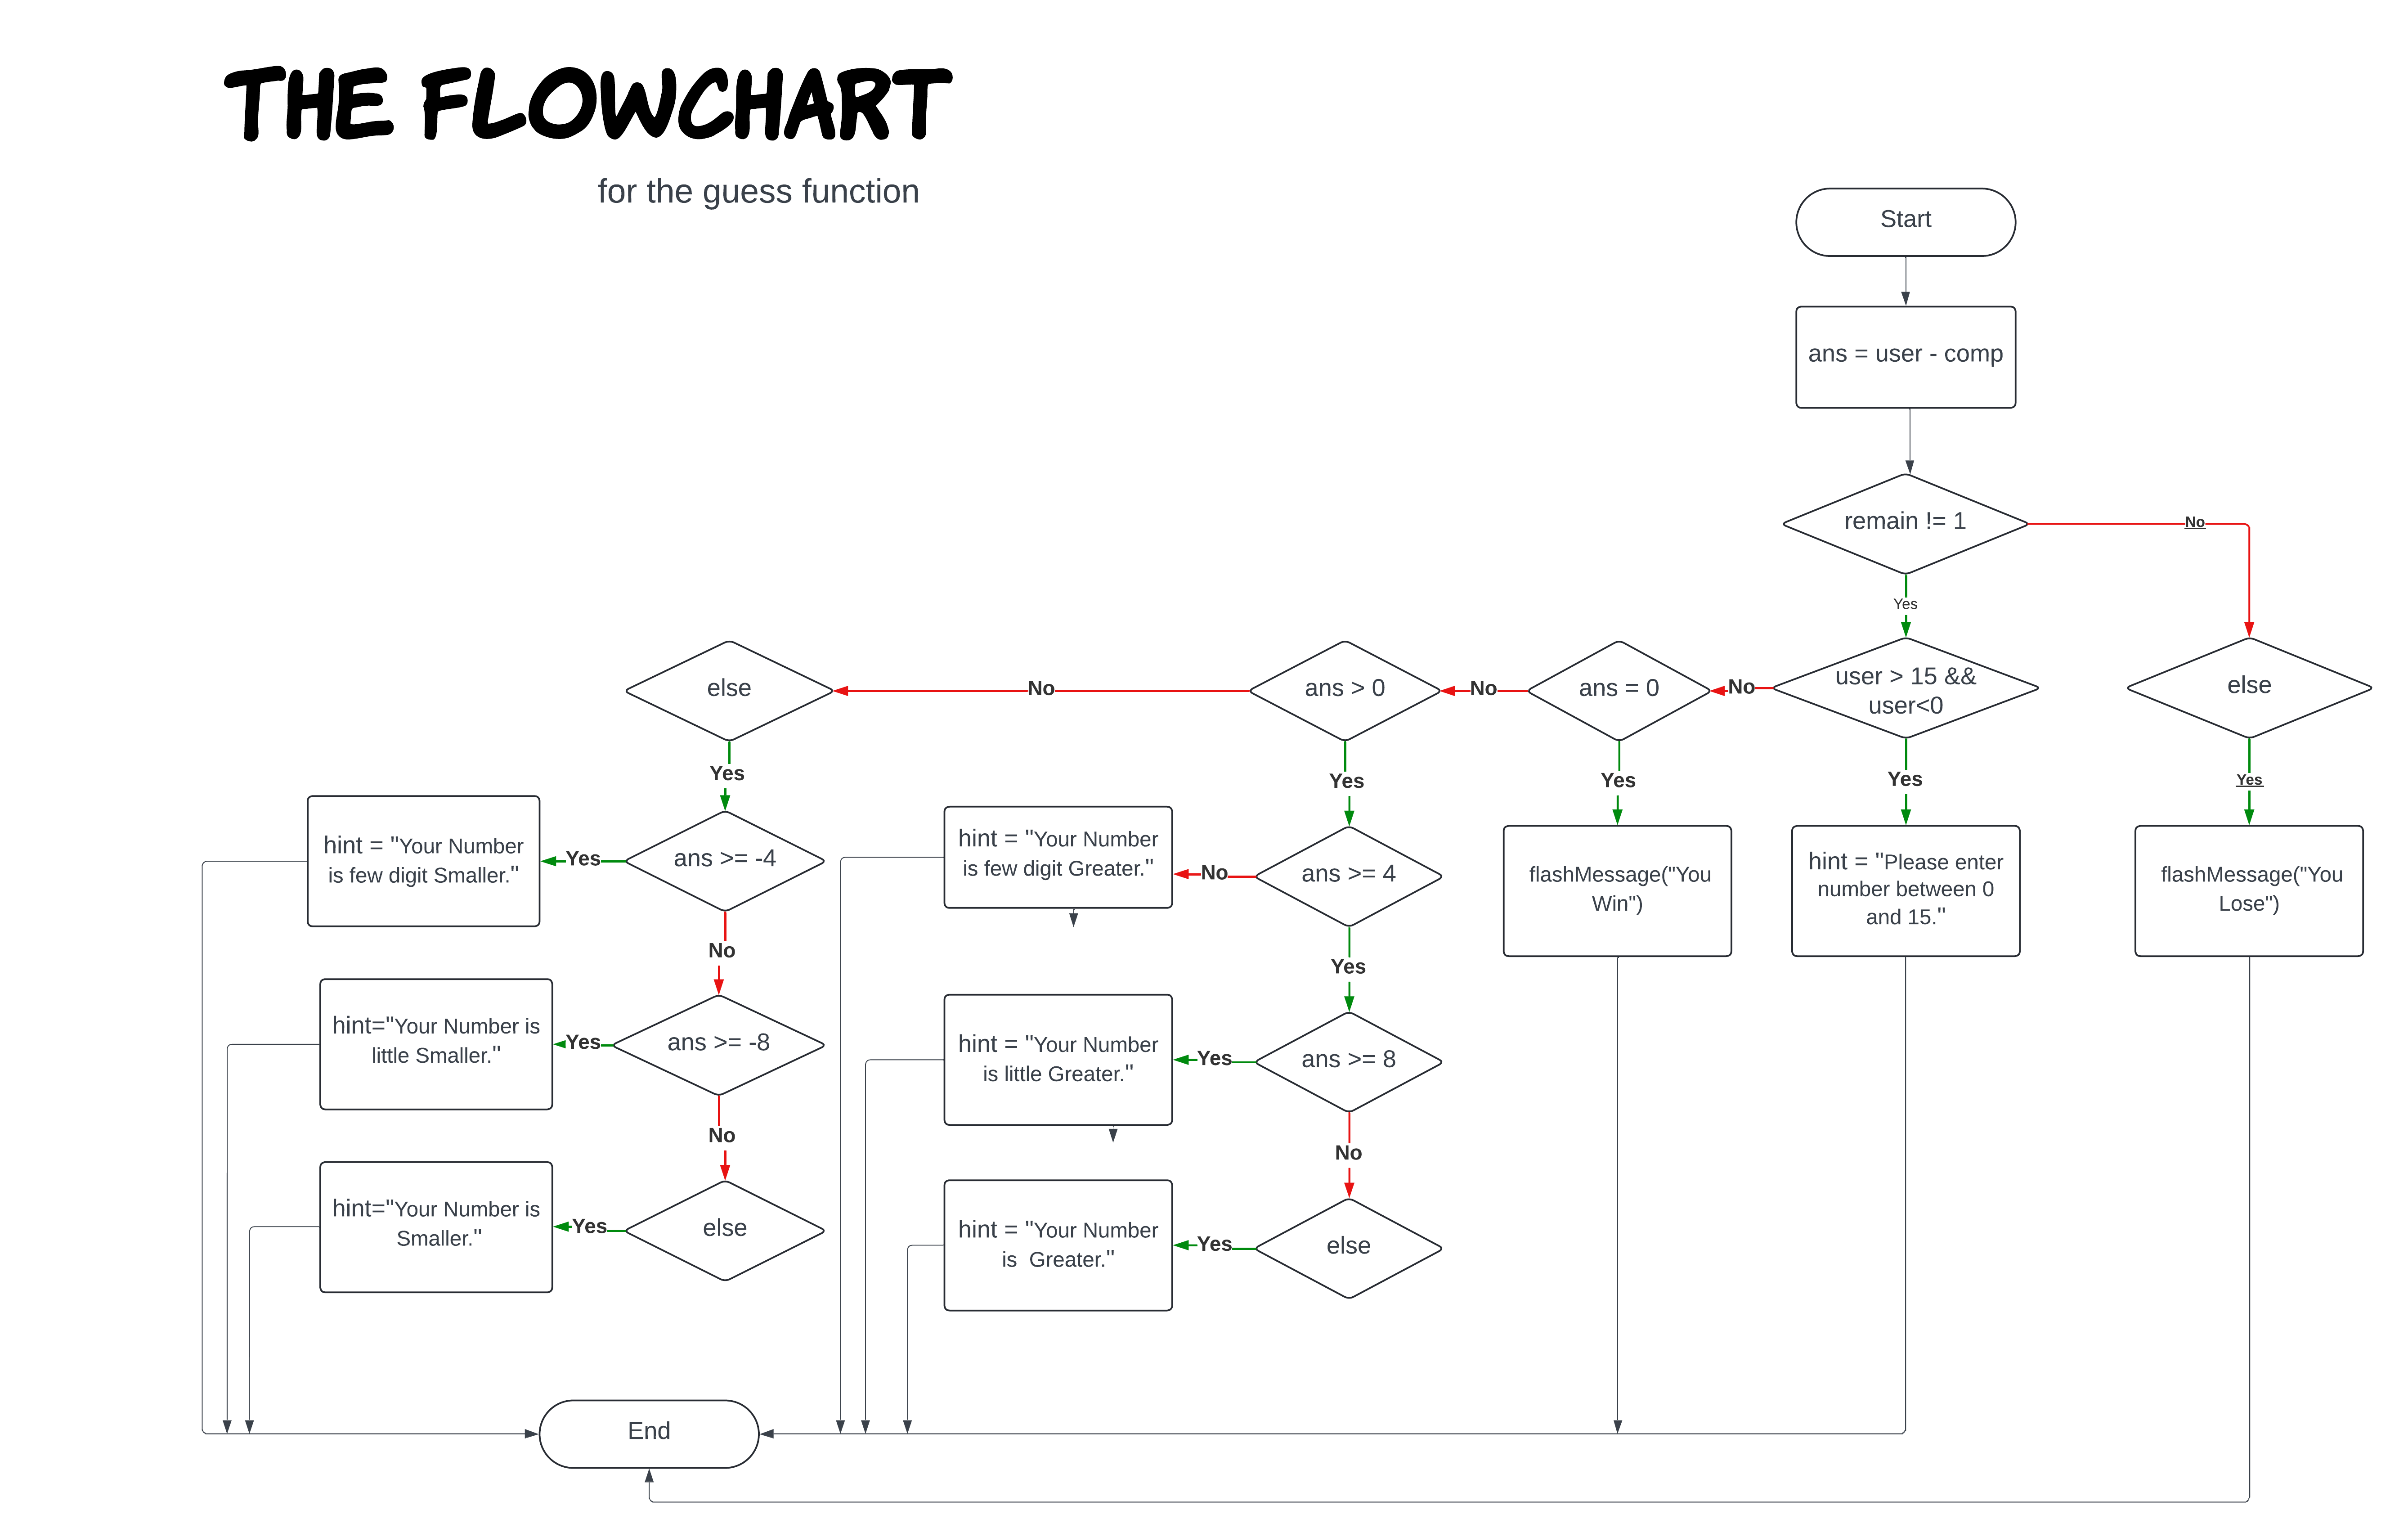 THE FLOWCHART
for the guess function
Start
ans = user - comp
remain != 1
No
Yes
else
No
ans > 0
No
ans = 0
No
user > 15 &&
user<0
else
Yes
Yes
Yes
Yes
Yes
hint = "Your Number
is few digit Smaller."
Yes
ans >= -4
hint = "Your Number
is few digit Greater."
No
ans >= 4
flashMessage("You
Win")
hint = "Please enter
number between 0
and 15."
flashMessage("You
Lose")
No
Yes
hint="Your Number is
little Smaller."
Yes
ans >= -8
hint = "Your Number
is little Greater."
Yes
ans >= 8
No
No
hint="Your Number is
Smaller."
Yes
else
hint = "Your Number
is  Greater."
Yes
else
End